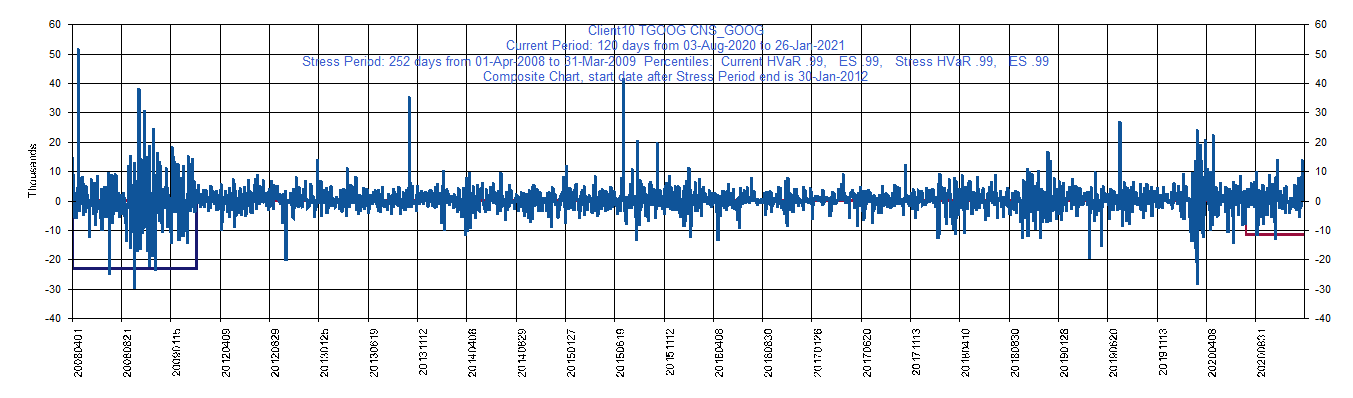 Client10 TGOOG CNS_GOOG
Current Period: 120 days from 03-Aug-2020 to 26-Jan-2021
Stress Period: 252 days from 01-Apr-2008 to 31-Mar-2009 Percentiles: Current HVaR .99, ES .99, Stress HVaR .99, ES .99
Composite Chart, start date after Stress Period end is 30-Jan-2012
60 60
50 50
40 40
30 30
20 20
10 10
0 0
-10 -10
-20 -20
-30 -30
-40 -40
Thousands
20080401 20080821 20090115 20120409 20120829 20130125 20130619 20131112 20140408 20140829 20150127 20150619 20151112 20160408 20160830 20170126 20170620 20171113 20180410 20180830 20190128 20190620 20191113 20200408 20200831